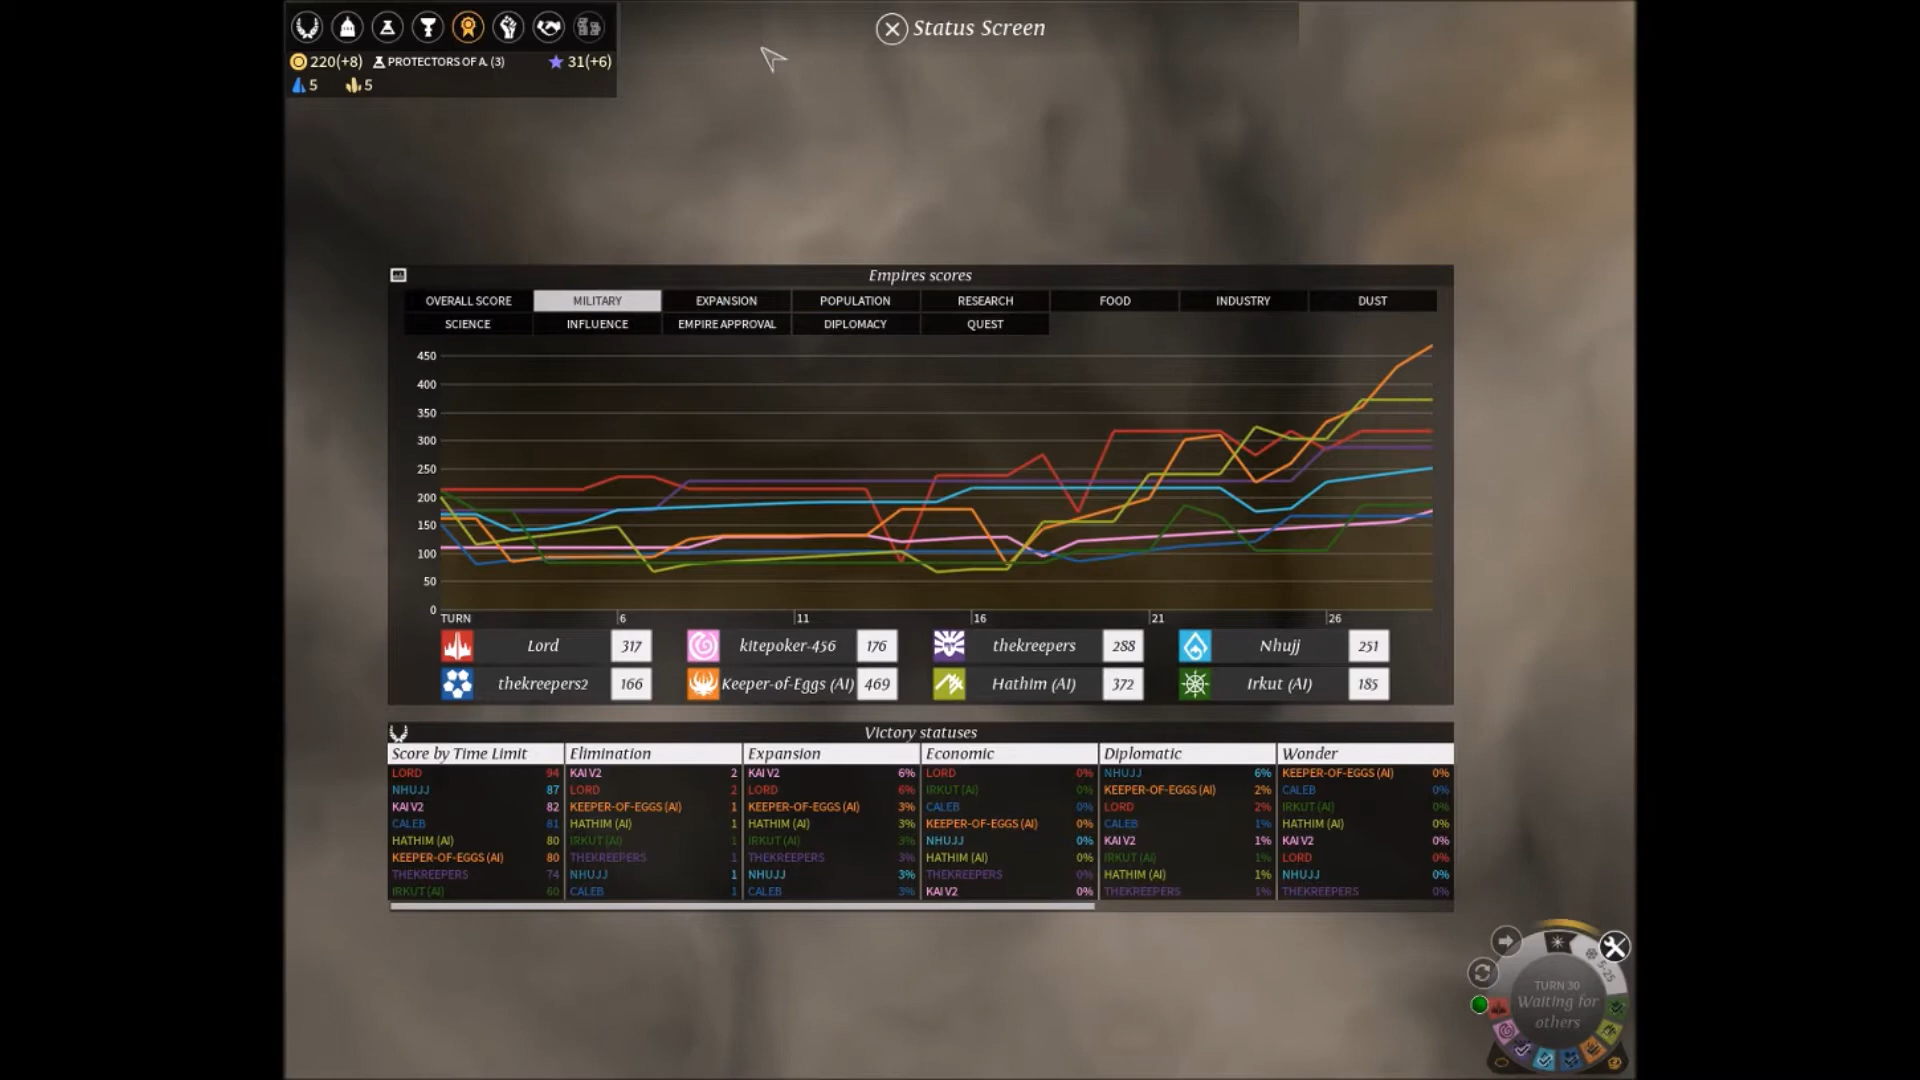 Status Screen
220(+8) PROTECTORS OF A. (3) 31(+6)
5 5
Empires scores
OVERALL SCORE MILITARY EXPANSION POPULATION RESEARCH FOOD INDUSTRY DUST
SCIENCE INFLUENCE EMPIRE APPROVAL DIPLOMACY QUEST
450
400
350
300
250
200
150
100
50
0
TURN 6 11 16 21 26
Lord 317 kitepoker-456 176 thekreepers 288 Nhujj 251
thekreepers2 166 Keeper-of-Eggs (AI) 469 Hathim (AI) 372 Irkut (AI) 185
Victory statuses
Score by Time Limit Elimination Expansion Economic Diplomatic Wonder
LORD 94 KAI V2 2 KAI V2 6% LORD 0% NHUJJ 6% KEEPER-OF-EGGS (AI) 0%
NHUJJ 87 LORD 2 LORD 6% IRKUT (AI) 0% KEEPER-OF-EGGS (AI) 2% CALEB 0%
KAI V2 82 KEEPER-OF-EGGS (AI) 1 KEEPER-OF-EGGS (AI) 3% CALEB 0% LORD 2% IRKUT (AI) 0%
CALEB 81 HATHIM (AI) 1 HATHIM (AI) 3% KEEPER-OF-EGGS (AI) 0% CALEB 1% HATHIM (AI) 0%
HATHIM (AI) 80 IRKUT (AI) 1 IRKUT (AI) 3% NHUJJ 0% KAI V2 1% KAI V2 0%
KEEPER-OF-EGGS (AI) 80 THEKREEPERS 1 THEKREEPERS 3% HATHIM (AI) 0% IRKUT (AI) 1% LORD 0%
THEKREEPERS 74 NHUJJ 1 NHUJJ 3% THEKREEPERS 0% HATHIM (AI) 1% NHUJJ 0%
IRKUT (AI) 60 CALEB 1 CALEB 3% KAI V2 0% THEKREEPERS 1% THEKREEPERS 0%
5-25
TURN 30
Waiting for
others